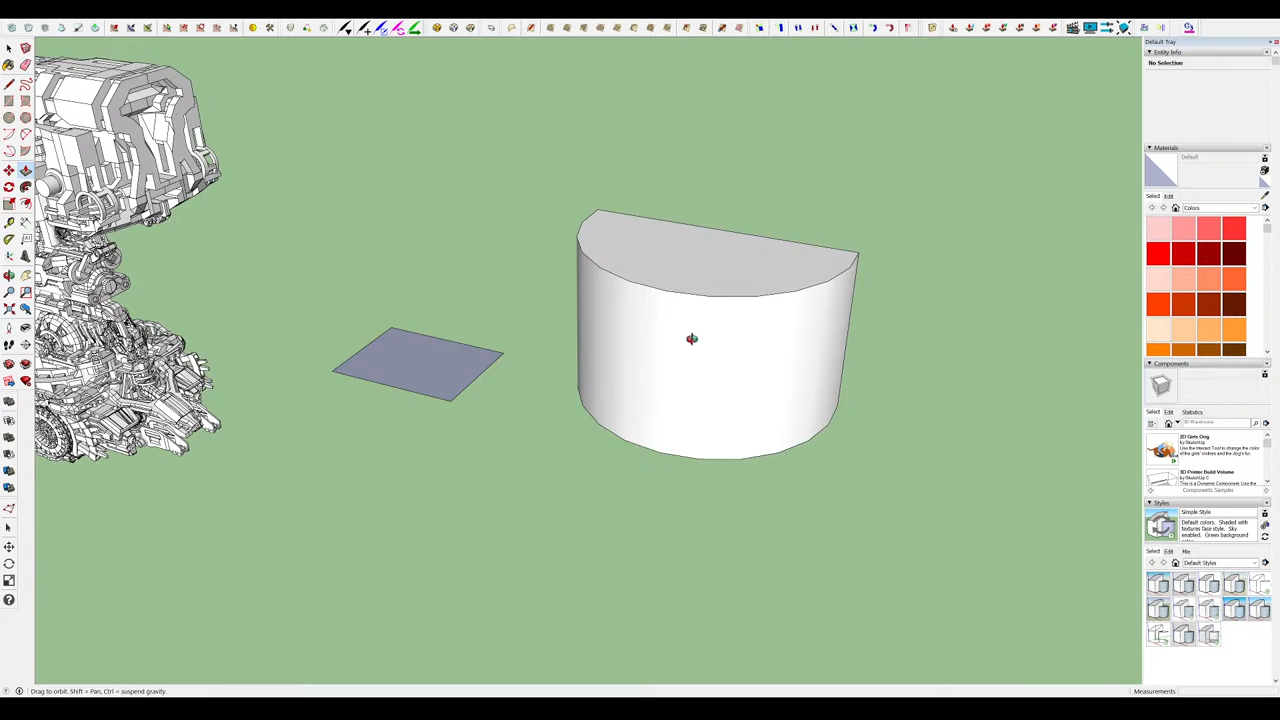 Default Tray
Entity Info
No Selection
Materials
Default
Select Edit
Colors
Components
Select Edit Statistics
3D Warehouse
2D Girls Dog
by SketchUp
Use the Interact Tool to change the color
of the girls' clothes and the dog's fur.
3D Printer Build Volume
by SketchUp C
This is a Dynamic Component. Use the
Components Sampler
Styles
Simple Style
Default colors. Shaded with
textures face style. Sky
enabled. Green background
Select Edit Mix
Default Styles
Drag to orbit. Shift = Pan, Ctrl = suspend gravity.
Measurements